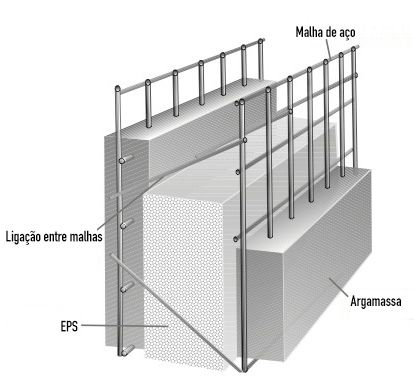 Malha de aço
Ligação entre malhas
EPS
Argamassa